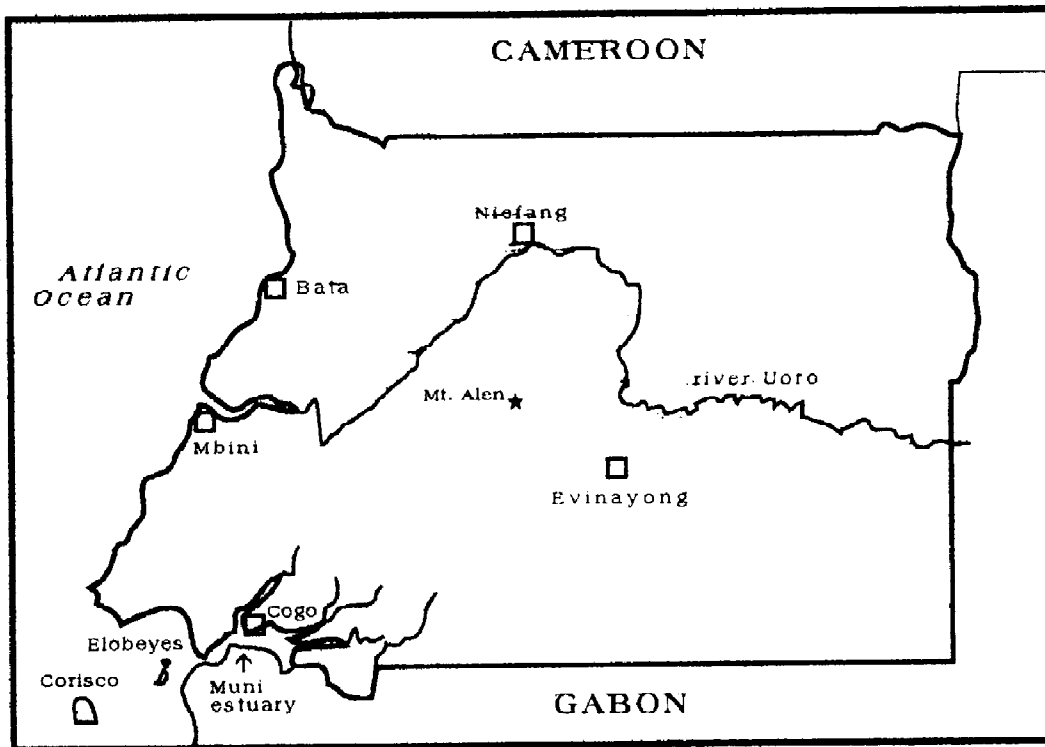 CAMEROON
Niefang
Atlantic
Ocean
Bata
Mt. Alen
river Uoro
Mbini
Evinayong
Cogo
Elobeyes
Corisco
Muni
estuary
GABON